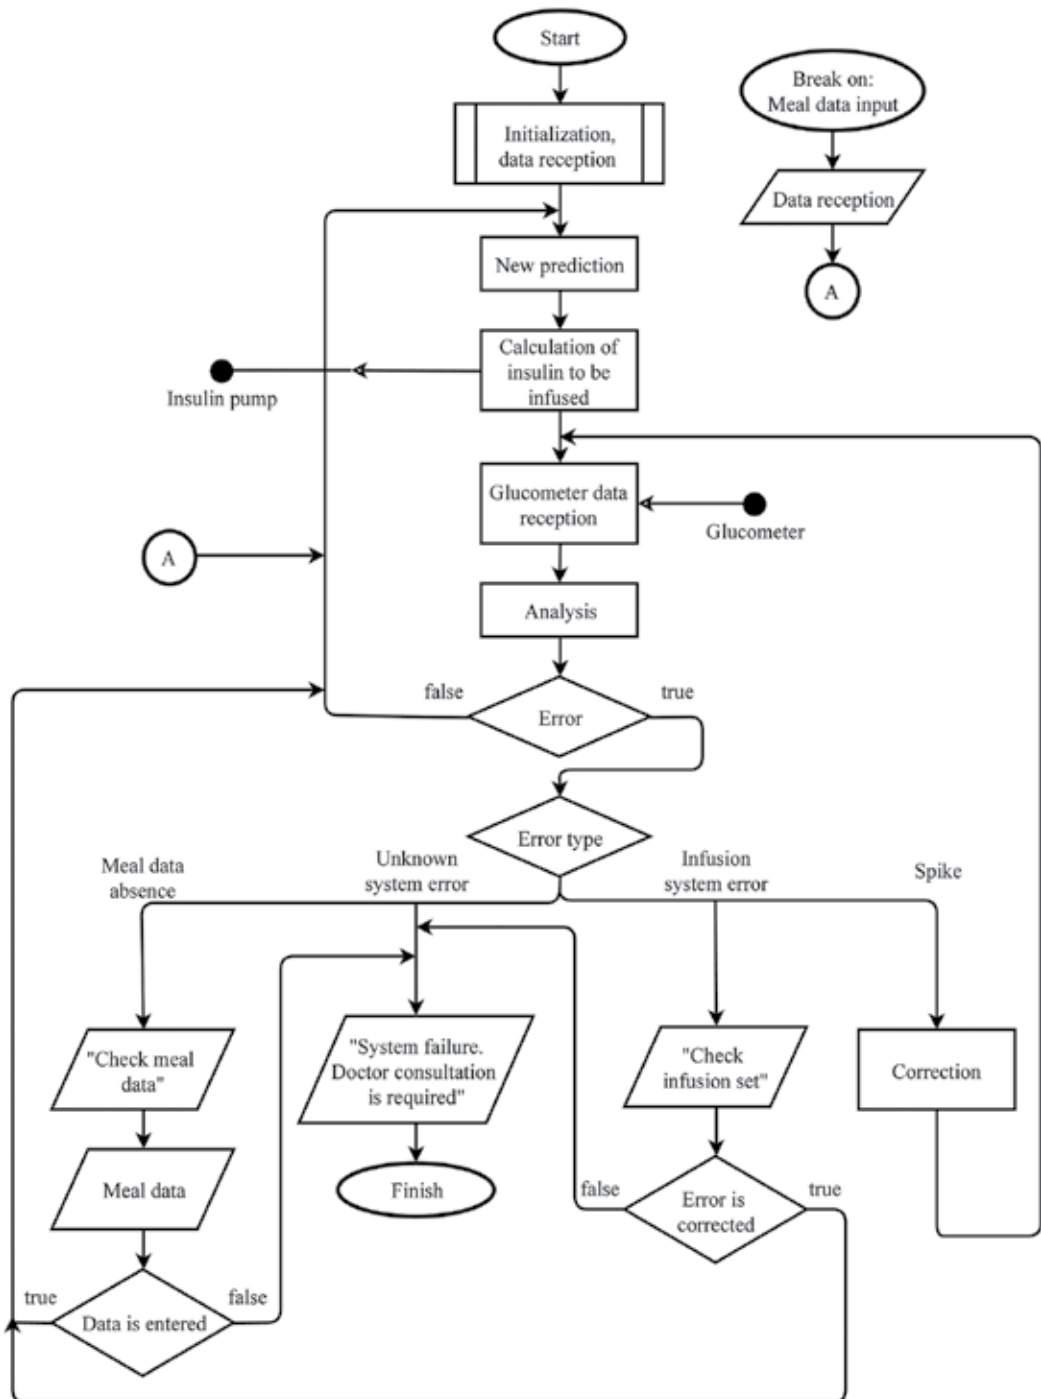 Start
Break on:
Meal data input
Initialization,
data reception
Data reception
New prediction
A
Calculation of
insulin to be
infused
Insulin pump
Glucometer data
reception
Glucometer
A
Analysis
false
true
Error
Error type
Meal data
absence
Unknown
system error
Infusion
system error
Spike
"Check meal
data"
"System failure.
Doctor consultation
is required"
"Check
infusion set"
Correction
Meal data
Finish
false
Error is
corrected
true
true
Data is entered
false